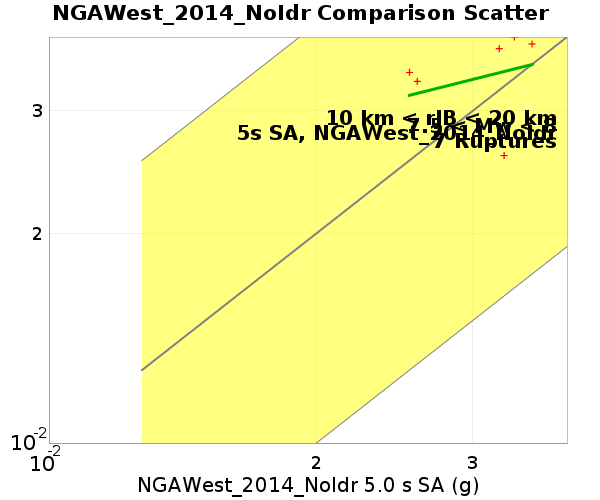 NGAWest_2014_NoIdr Comparison Scatter
3
10 km < rJB < 20 km
5s SA, NGAWest_2014_NoIdr
7 Ruptures
2
10^-2
10^-2
2
3
NGAWest_2014_NoIdr 5.0 s SA (g)